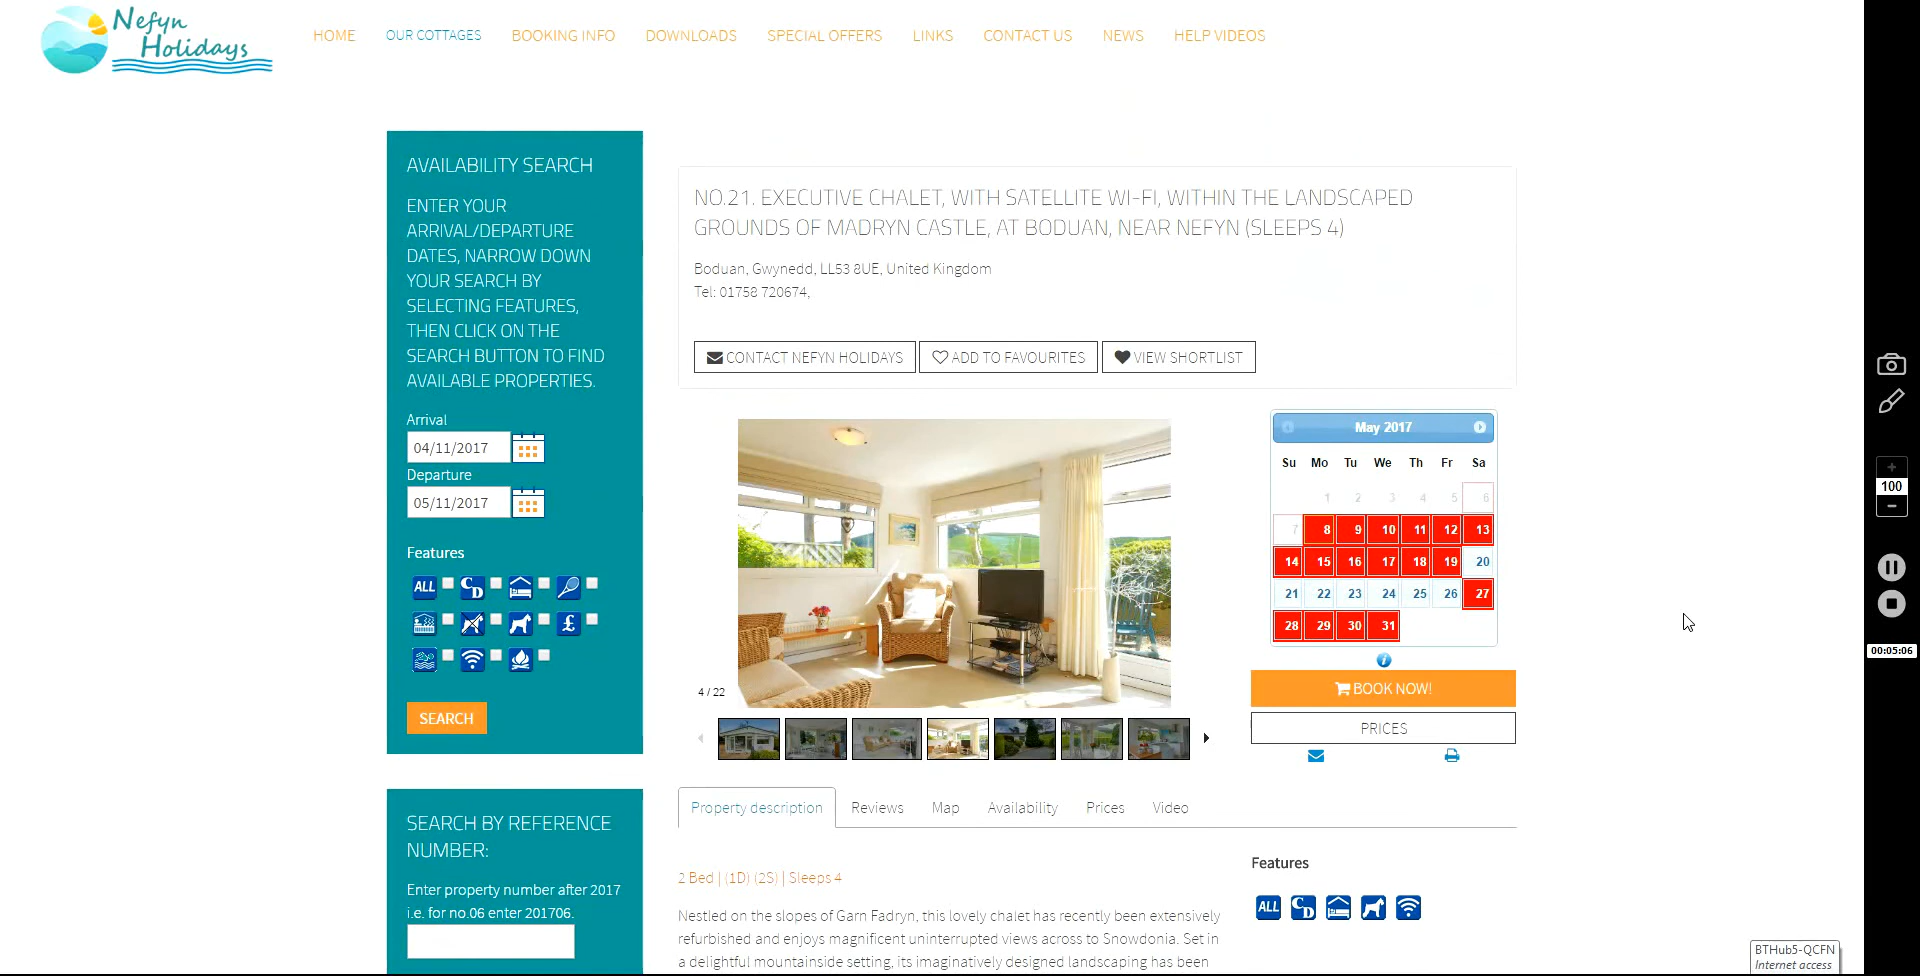 Nefyn
Holidays
HOME OUR COTTAGES BOOKING INFO DOWNLOADS SPECIAL OFFERS LINKS CONTACT US NEWS HELP VIDEOS
AVAILABILITY SEARCH
ENTER YOUR
ARRIVAL/DEPARTURE
DATES, NARROW DOWN
YOUR SEARCH BY
SELECTING FEATURES,
THEN CLICK ON THE
SEARCH BUTTON TO FIND
AVAILABLE PROPERTIES.
Arrival
04/11/2017
Departure
05/11/2017
Features
ALL CD
£
SEARCH
SEARCH BY REFERENCE
NUMBER:
Enter property number after 2017
i.e. for no.06 enter 201706.
NO.21. EXECUTIVE CHALET, WITH SATELLITE WI-FI, WITHIN THE LANDSCAPED
GROUNDS OF MADRYN CASTLE, AT BODUAN, NEAR NEFYN (SLEEPS 4)
Boduan, Gwynedd, LL53 8UE, United Kingdom
Tel: 01758 720674,
CONTACT NEFYN HOLIDAYS ADD TO FAVOURITES VIEW SHORTLIST
4 / 22
May 2017
Su Mo Tu We Th Fr Sa
1 2 3 4 5 6
7 8 9 10 11 12 13
14 15 16 17 18 19 20
21 22 23 24 25 26 27
28 29 30 31
i
BOOK NOW!
PRICES
Property description Reviews Map Availability Prices Video
2 Bed | (1D) (2S) | Sleeps 4
Nestled on the slopes of Garn Fadryn, this lovely chalet has recently been extensively
refurbished and enjoys magnificent uninterrupted views across to Snowdonia. Set in
a delightful mountainside setting, its imaginatively designed landscaping has been
Features
ALL CD
+
100
−
00:05:06
BTHub5-QCFN
Internet access